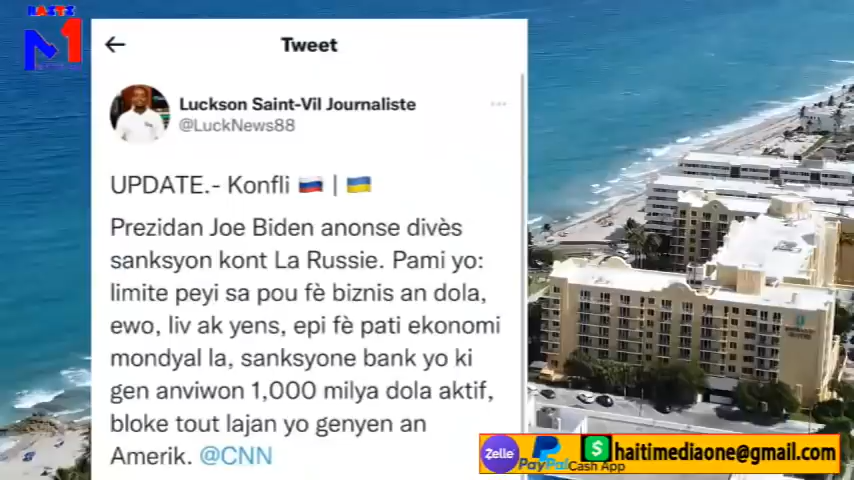 HAITI
M1
Tweet
Luckson Saint-Vil Journaliste
@LuckNews88
UPDATE.- Konfli 🇷🇺 | 🇺🇦
Prezidan Joe Biden anonse divès
sanksyon kont La Russie. Pami yo:
limite peyi sa pou fè biznis an dola,
ewo, liv ak yens, epi fè pati ekonomi
mondyal la, sanksyone bank yo ki
gen anviwon 1,000 milya dola aktif,
bloke tout lajan yo genyen an
Amerik. @CNN
Zelle
PayPal
$
Cash App
haitimediaone@gmail.com